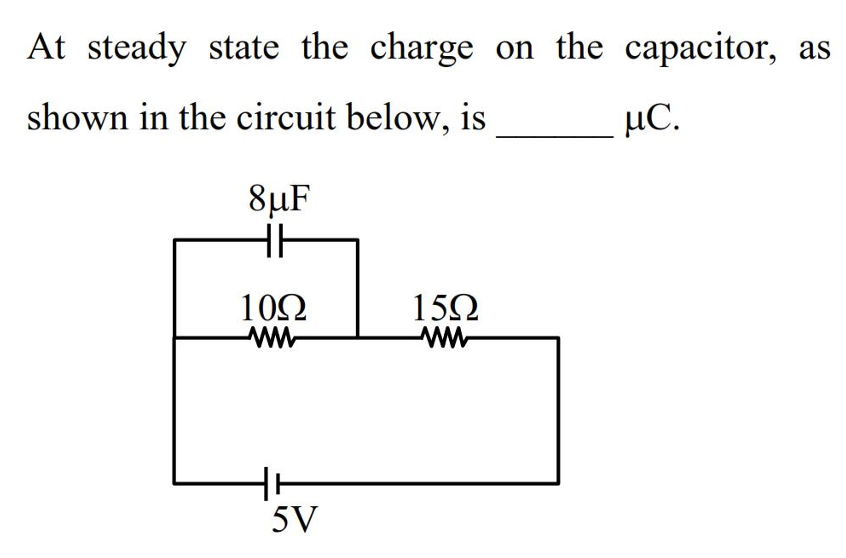 At steady state the charge on the capacitor, as
shown in the circuit below, is ______ μC.
8μF
10Ω 15Ω
5V